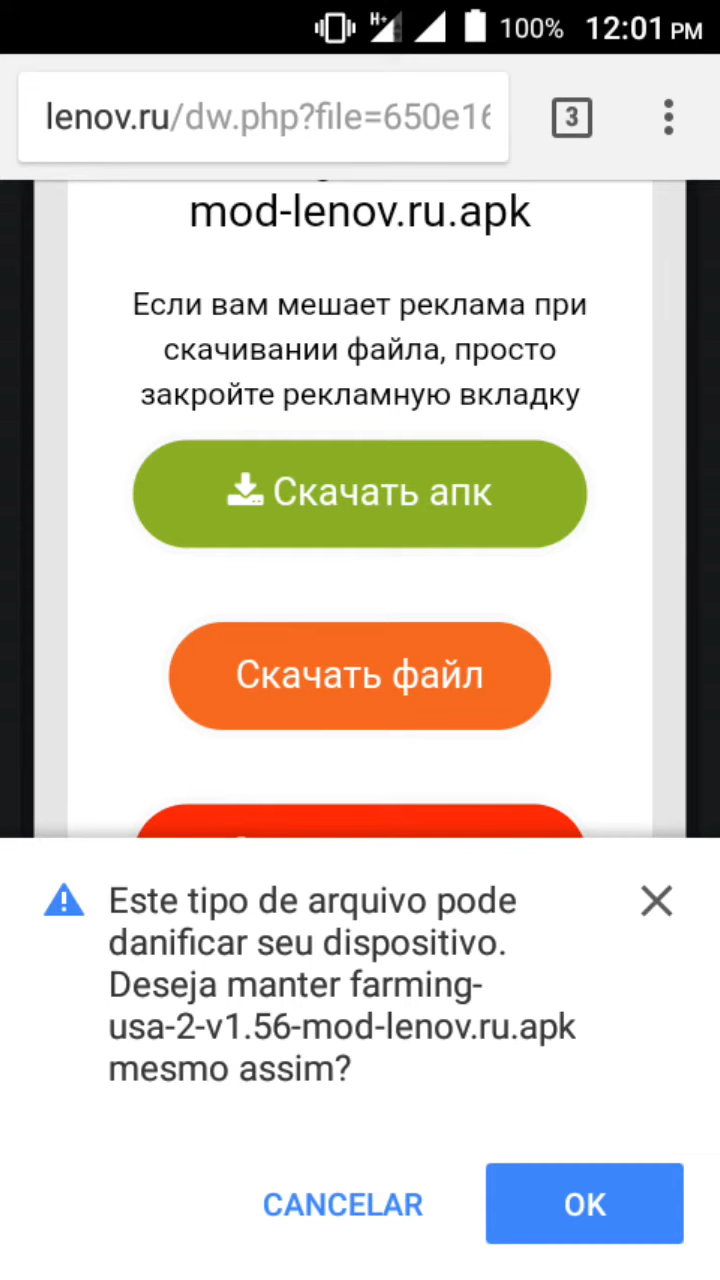 H+ 100% 12:01 PM
lenov.ru/dw.php?file=650e16
3
mod-lenov.ru.apk
Если вам мешает реклама при
скачивании файла, просто
закройте рекламную вкладку
Скачать апк
Скачать файл
Este tipo de arquivo pode
danificar seu dispositivo.
Deseja manter farming-
usa-2-v1.56-mod-lenov.ru.apk
mesmo assim?
CANCELAR OK